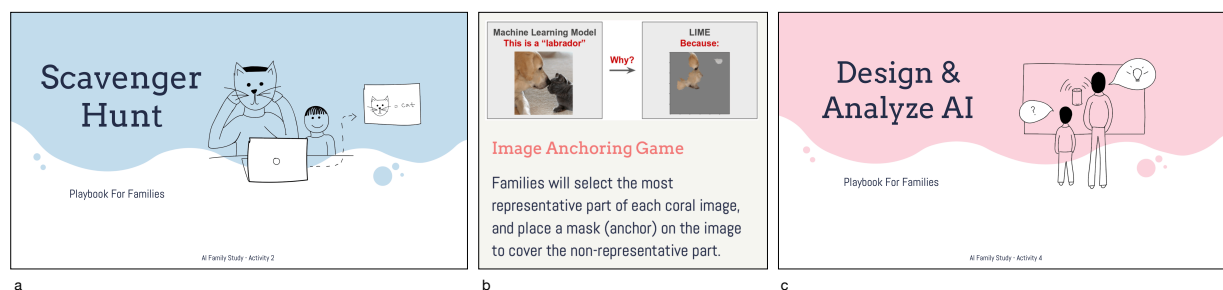 Scavenger
Hunt
= Cat
Playbook For Families
AI Family Study - Activity 2
a
Machine Learning Model
This is a “labrador”
Why?
LIME
Because:
Image Anchoring Game
Families will select the most
representative part of each coral image,
and place a mask (anchor) on the image
to cover the non-representative part.
b
Design &
Analyze AI
?
Playbook For Families
AI Family Study - Activity 4
c